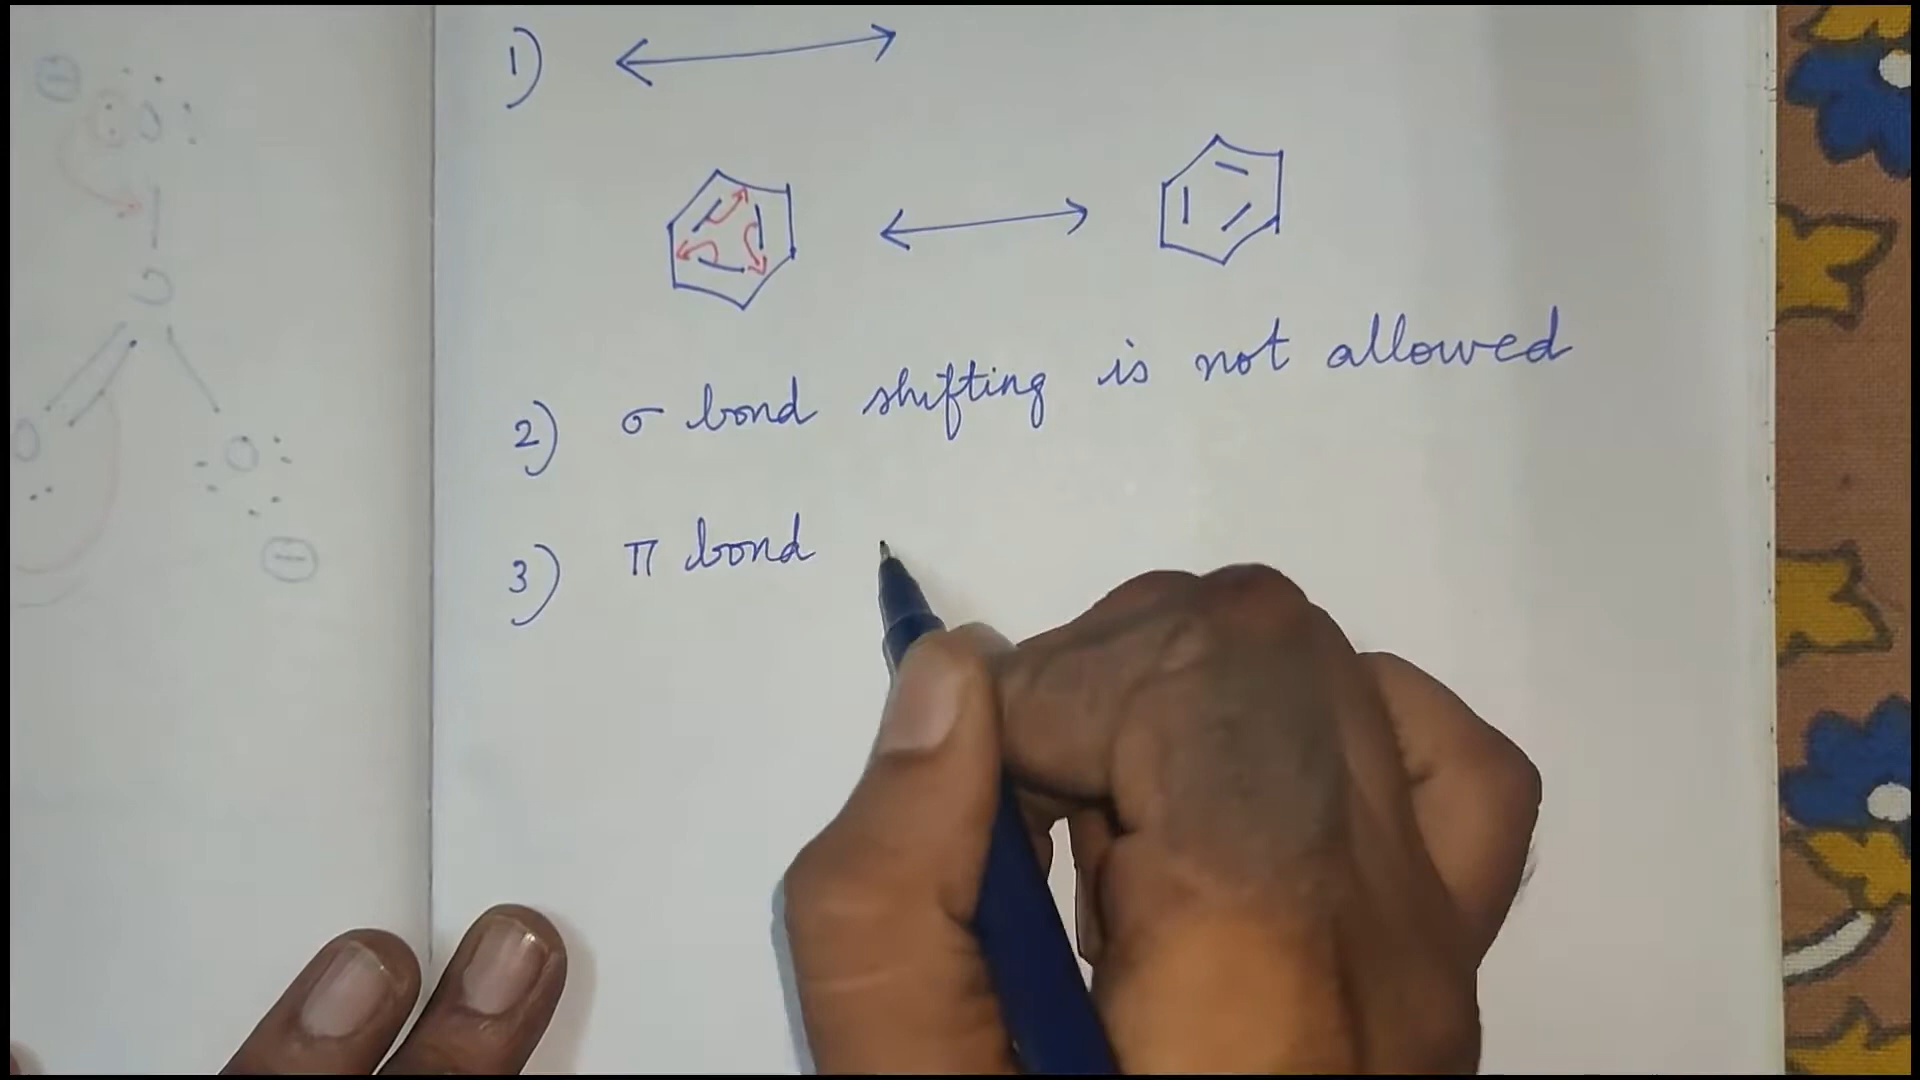 1)
2) σ bond shifting is not allowed
3) π bond